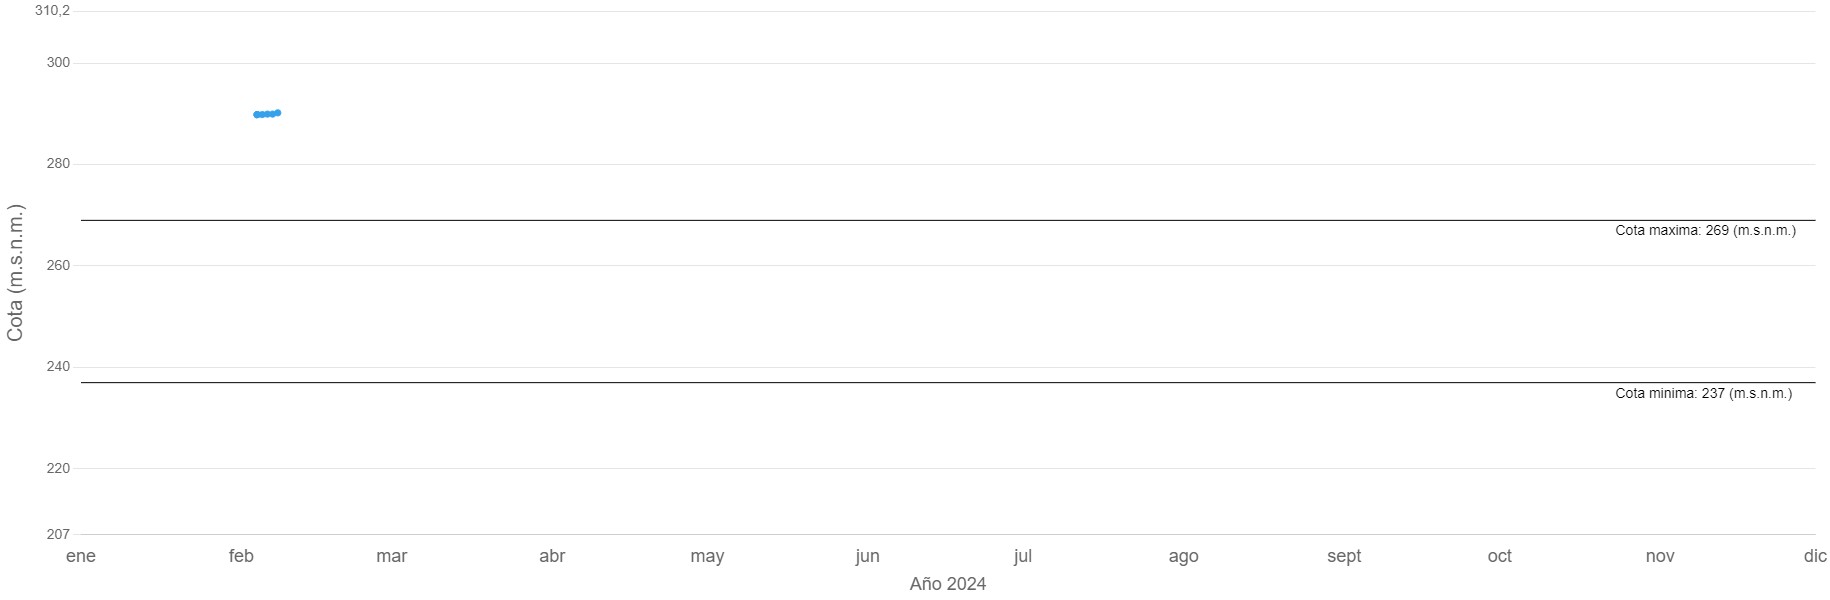 310,2
300
280
260
240
220
207
Cota (m.s.n.m.)
Cota maxima: 269 (m.s.n.m.)
Cota minima: 237 (m.s.n.m.)
ene feb mar abr may jun jul ago sept oct nov dic
Año 2024